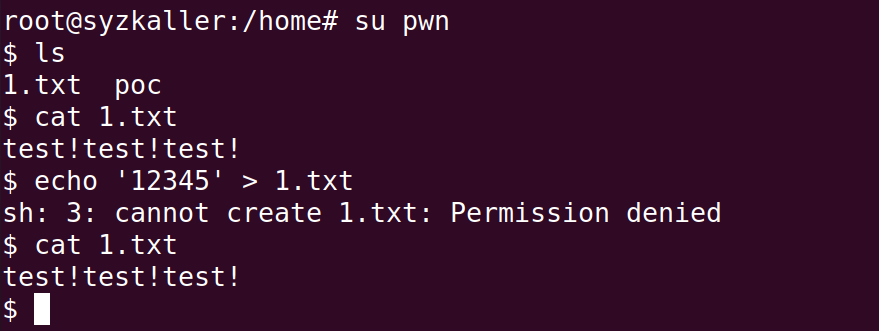 root@syzkaller:/home# su pwn
$ ls
1.txt  poc
$ cat 1.txt
test!test!test!
$ echo '12345' > 1.txt
sh: 3: cannot create 1.txt: Permission denied
$ cat 1.txt
test!test!test!
$